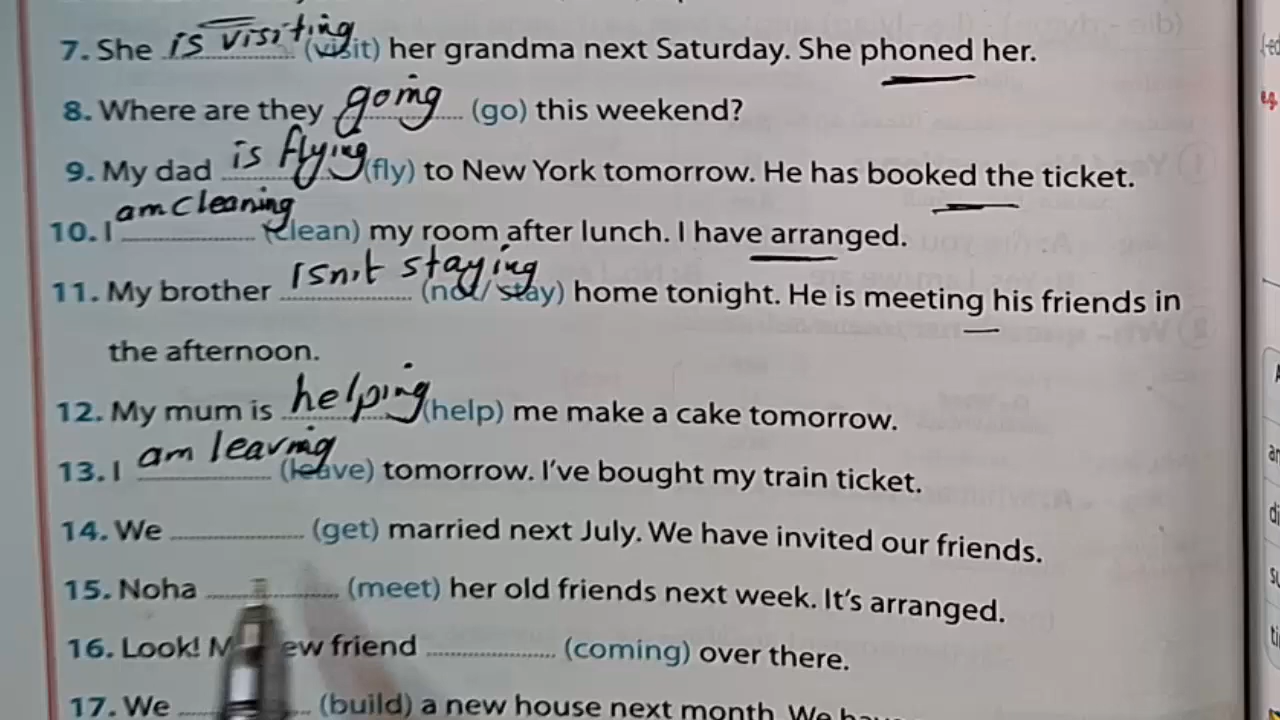 7. She is visiting (visit) her grandma next Saturday. She phoned her.
8. Where are they going (go) this weekend?
9. My dad is flying (fly) to New York tomorrow. He has booked the ticket.
10. I am cleaning (clean) my room after lunch. I have arranged.
11. My brother isn't staying (not/ stay) home tonight. He is meeting his friends in
the afternoon.
12. My mum is helping (help) me make a cake tomorrow.
13. I am leaving (leave) tomorrow. I've bought my train ticket.
14. We .................... (get) married next July. We have invited our friends.
15. Noha .................... (meet) her old friends next week. It's arranged.
16. Look! friend .................... (coming) over there.
17. We .................... (build) a new house next month. We